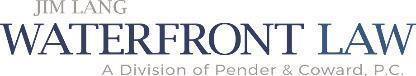 JIM LANG
WATERFRONT LAW
A Division of Pender & Coward, P.C.